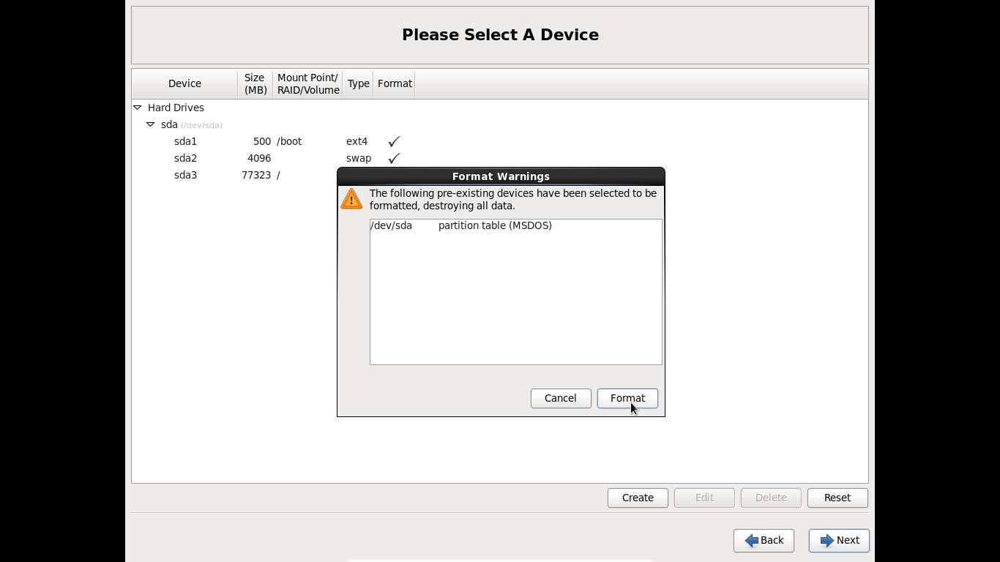 Please Select A Device
Device
Size
(MB)
Mount Point/
RAID/Volume
Type
Format
Hard Drives
sda (/dev/sda)
sda1 500 /boot ext4
sda2 4096 swap
sda3 77323 /
Format Warnings
The following pre-existing devices have been selected to be
formatted, destroying all data.
/dev/sda partition table (MSDOS)
Cancel Format
Create Edit Delete Reset
Back Next